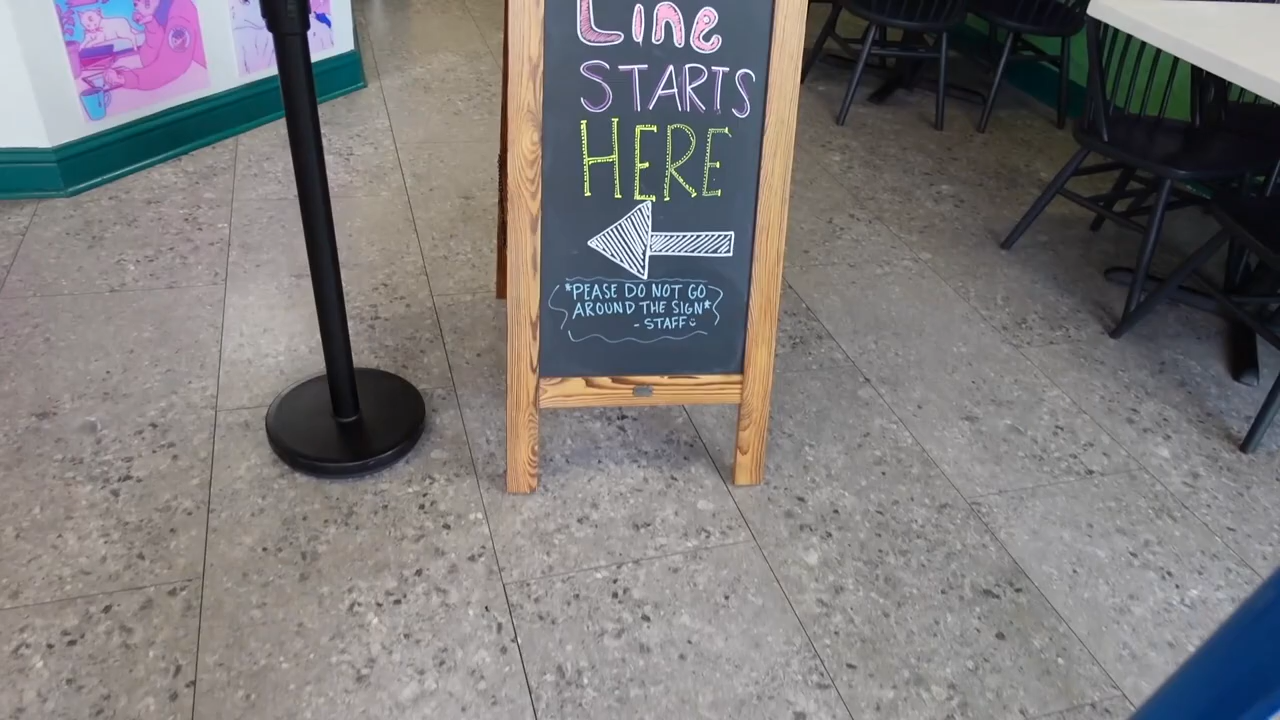 Line
STARTS
HERE
*PEASE DO NOT GO
AROUND THE SIGN*
- STAFF